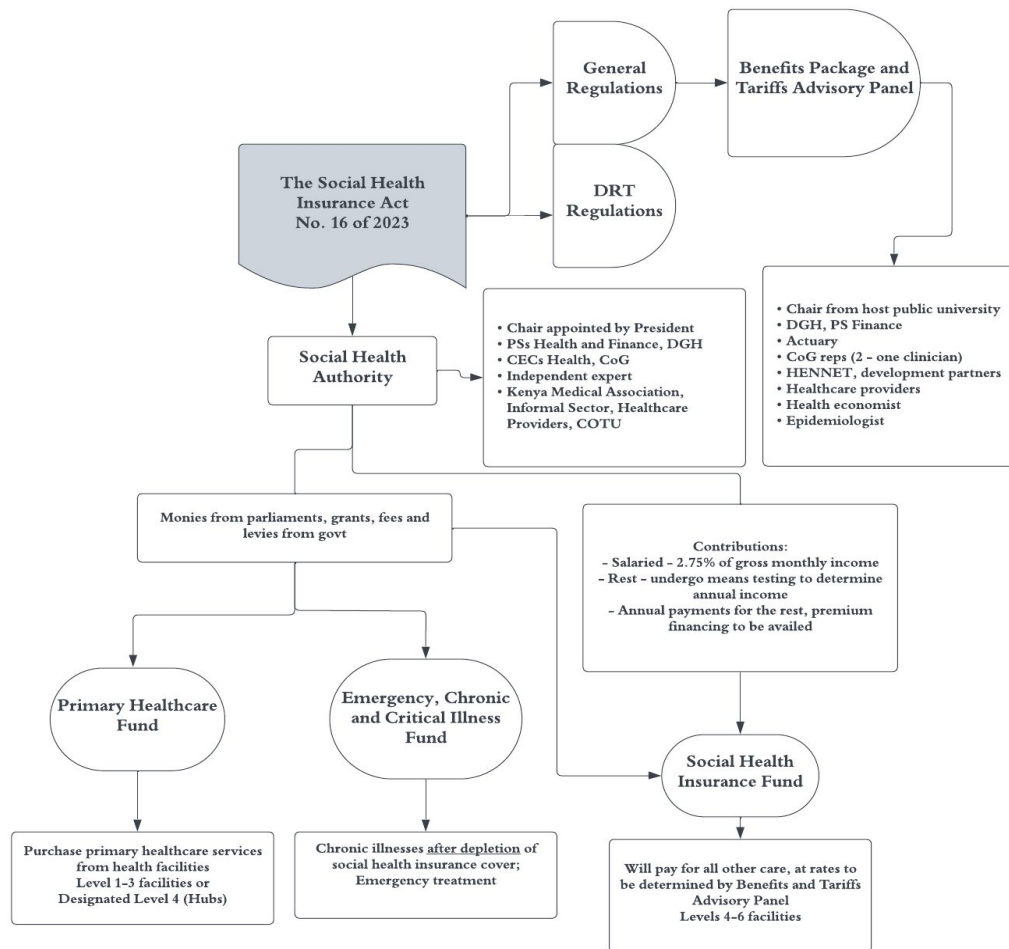 General
Regulations
Benefits Package and
Tariffs Advisory Panel
The Social Health
Insurance Act
No. 16 of 2023
DRT
Regulations
• Chair from host public university
• DGH, PS Finance
• Actuary
• CoG reps (2 - one clinician)
• HENNET, development partners
• Healthcare providers
• Health economist
• Epidemiologist
Social Health
Authority
• Chair appointed by President
• PSs Health and Finance, DGH
• CECs Health, CoG
• Independent expert
• Kenya Medical Association,
Informal Sector, Healthcare
Providers, COTU
Monies from parliaments, grants, fees and
levies from govt
Contributions:
- Salaried - 2.75% of gross monthly income
- Rest - undergo means testing to determine
annual income
- Annual payments for the rest, premium
financing to be availed
Primary Healthcare
Fund
Emergency, Chronic
and Critical Illness
Fund
Social Health
Insurance Fund
Purchase primary healthcare services
from health facilities
Level 1-3 facilities or
Designated Level 4 (Hubs)
Chronic illnesses after depletion of
social health insurance cover;
Emergency treatment
Will pay for all other care, at rates to
be determined by Benefits and Tariffs
Advisory Panel
Levels 4-6 facilities